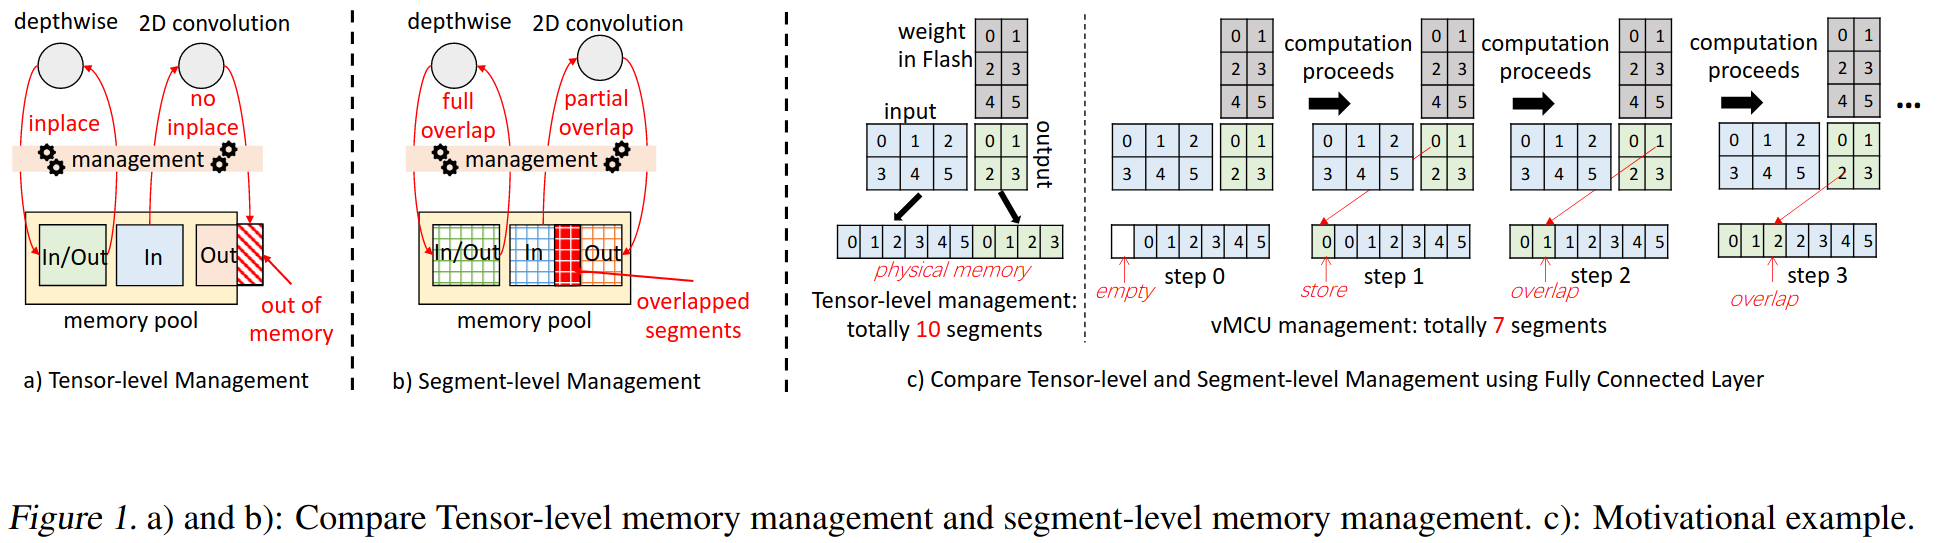 depthwise 2D convolution
inplace
no
inplace
management
In/Out In Out
out of
memory
memory pool
a) Tensor-level Management
depthwise 2D convolution
full
overlap
partial
overlap
management
In/Out In Out
overlapped
segments
memory pool
b) Segment-level Management
weight
in Flash
0 1
2 3
4 5
input
output
0 1 2 0 1
3 4 5 2 3
0 1 2 3 4 5 0 1 2 3
physical memory
Tensor-level management:
totally 10 segments
0 1
2 3
4 5
0 1 2 0 1
3 4 5 2 3
0 1 2 3 4 5
empty
step 0
computation
proceeds
0 1
2 3
4 5
0 1 2 0 1
3 4 5 2 3
0 0 1 2 3 4 5
store
step 1
computation
proceeds
0 1
2 3
4 5
0 1 2 0 1
3 4 5 2 3
0 1 1 2 3 4 5
overlap
step 2
computation
proceeds
0 1
2 3
4 5
0 1 2 0 1
3 4 5 2 3
0 1 2 2 3 4 5
overlap
step 3
...
vMCU management: totally 7 segments
c) Compare Tensor-level and Segment-level Management using Fully Connected Layer
Figure 1. a) and b): Compare Tensor-level memory management and segment-level memory management. c): Motivational example.